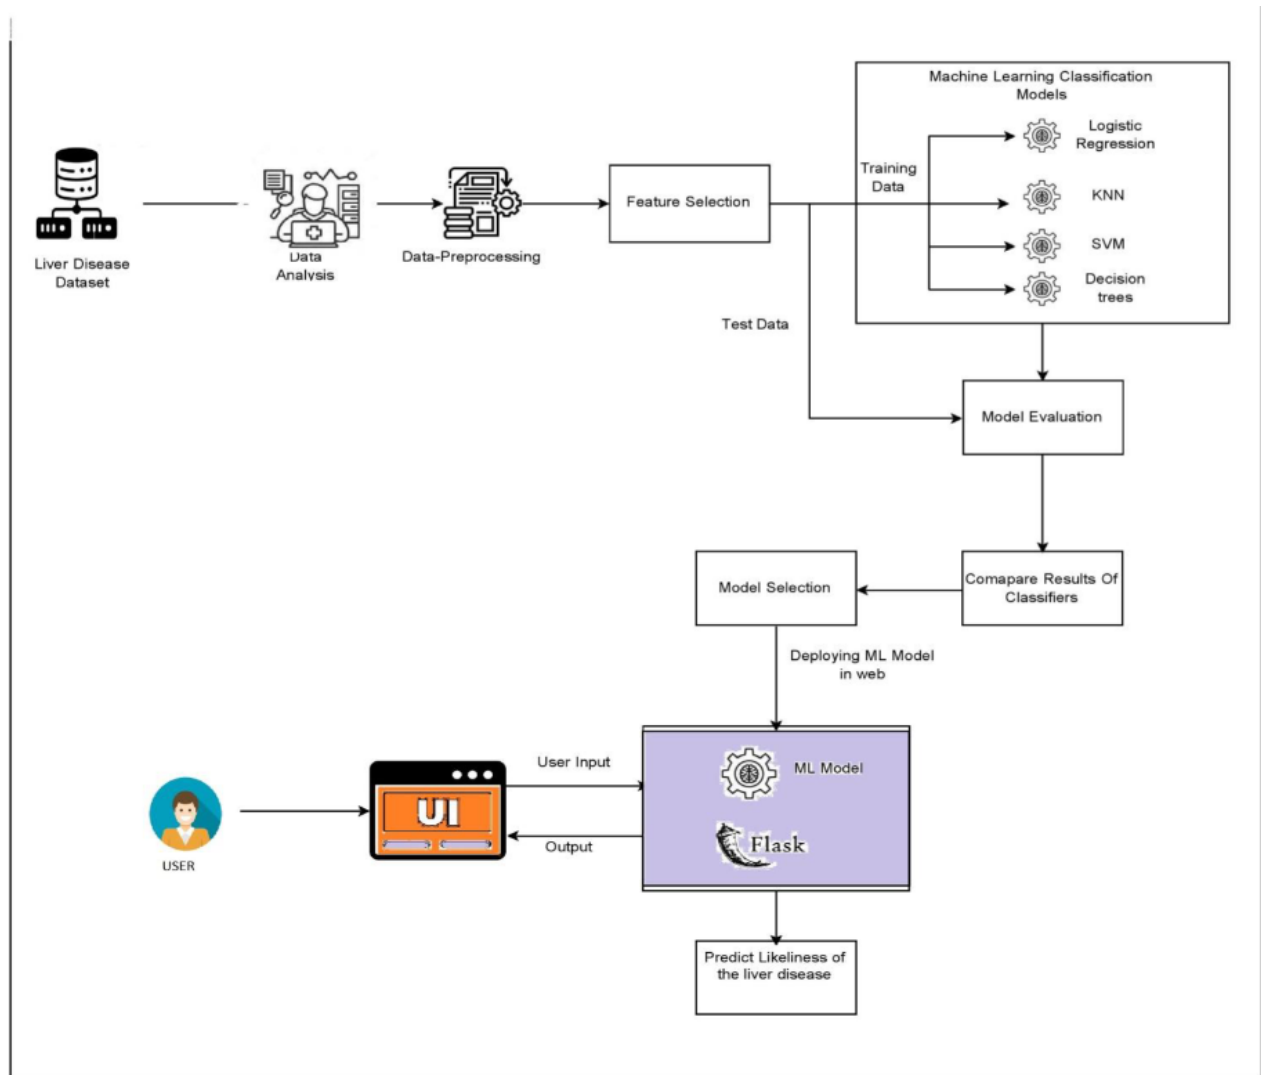 Machine Learning Classification
Models
Logistic
Regression
Training
Data
KNN
SVM
Decision
trees
Feature Selection
Liver Disease
Dataset
Data
Analysis
Data-Preprocessing
Test Data
Model Evaluation
Comapare Results Of
Classifiers
Model Selection
Deploying ML Model
in web
User Input
ML Model
UI
Flask
Output
USER
Predict Likeliness of
the liver disease